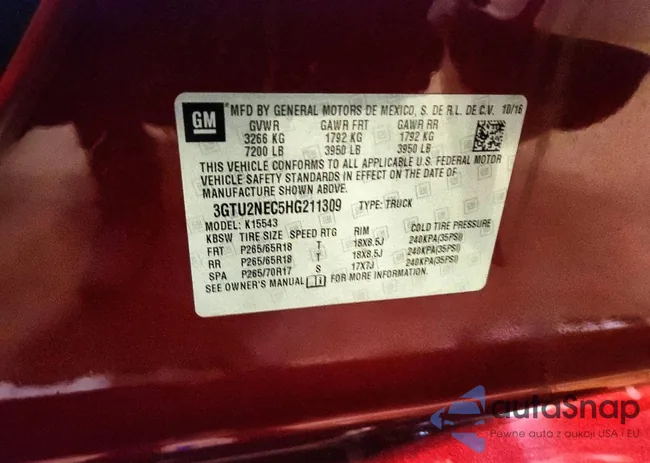 GM MFD BY GENERAL MOTORS DE MEXICO, S. DE R.L. DE C.V. 10/16
GVWR GAWR FRT GAWR RR
3266 KG 1792 KG 1792 KG
7200 LB 3950 LB 3950 LB
THIS VEHICLE CONFORMS TO ALL APPLICABLE U.S. FEDERAL MOTOR
VEHICLE SAFETY STANDARDS IN EFFECT ON THE DATE OF
MANUFACTURE SHOWN ABOVE.
3GTU2NEC5HG211309 TYPE: TRUCK
MODEL: K15543
KBSW TIRE SIZE SPEED RTG RIM COLD TIRE PRESSURE
FRT P265/65R18 T 18X8.5J 240KPA(35PSI)
RR P265/65R18 T 18X8.5J 240KPA(35PSI)
SPA P265/70R17 S 17X7J 240KPA(35PSI)
SEE OWNER'S MANUAL FOR MORE INFORMATION.
autaSnap
Pewne auta z aukcji USA i EU